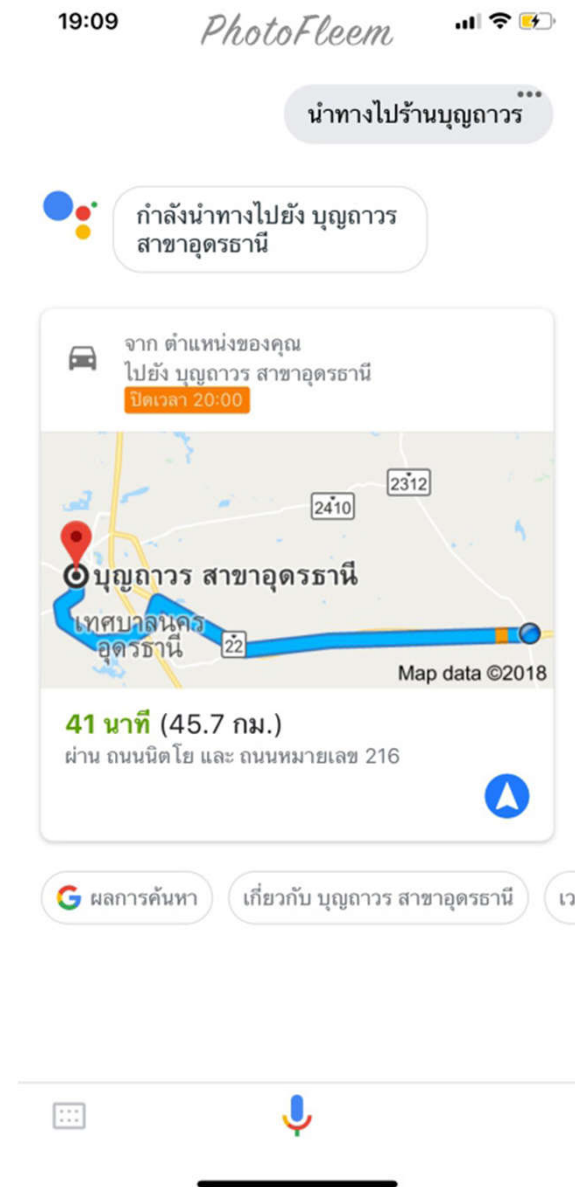 19:09
PhotoFleem
นำทางไปร้านบุญถาวร
กำลังนำทางไปยัง บุญถาวร
สาขาอุดรธานี
จาก ตำแหน่งของคุณ
ไปยัง บุญถาวร สาขาอุดรธานี
ปิดเวลา 20:00
2312
2410
บุญถาวร สาขาอุดรธานี
เทศบาลนคร
อุดรธานี
22
Map data ©2018
41 นาที (45.7 กม.)
ผ่าน ถนนนิตโย และ ถนนหมายเลข 216
G ผลการค้นหา
เกี่ยวกับ บุญถาวร สาขาอุดรธานี